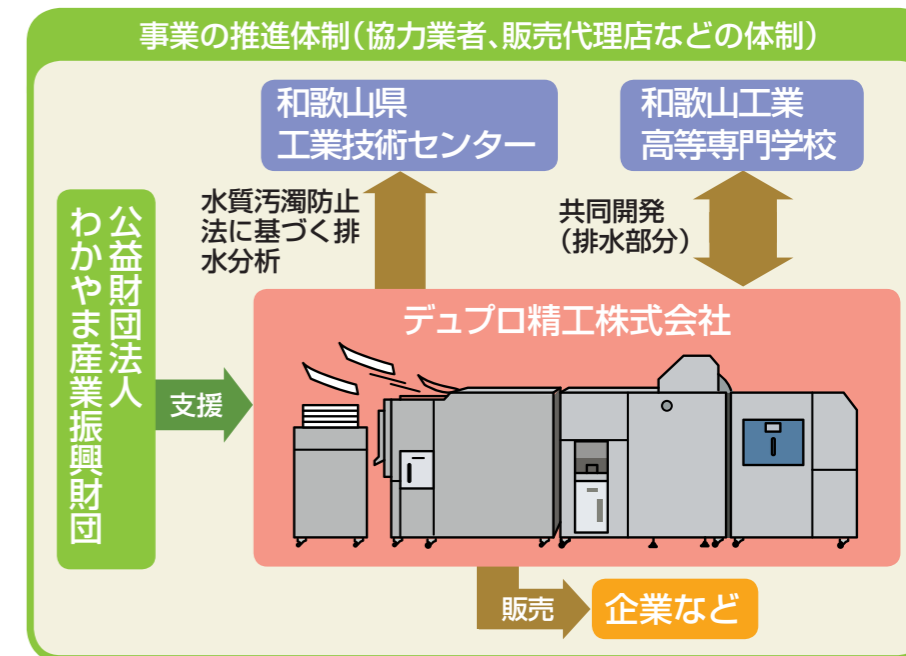 事業の推進体制（協力業者、販売代理店などの体制）
和歌山県
工業技術センター
和歌山工業
高等専門学校
水質汚濁防止
法に基づく排
水分析
共同開発
（排水部分）
公益財団法人
わかやま産業振興財団
支援
デュプロ精工株式会社
販売
企業など